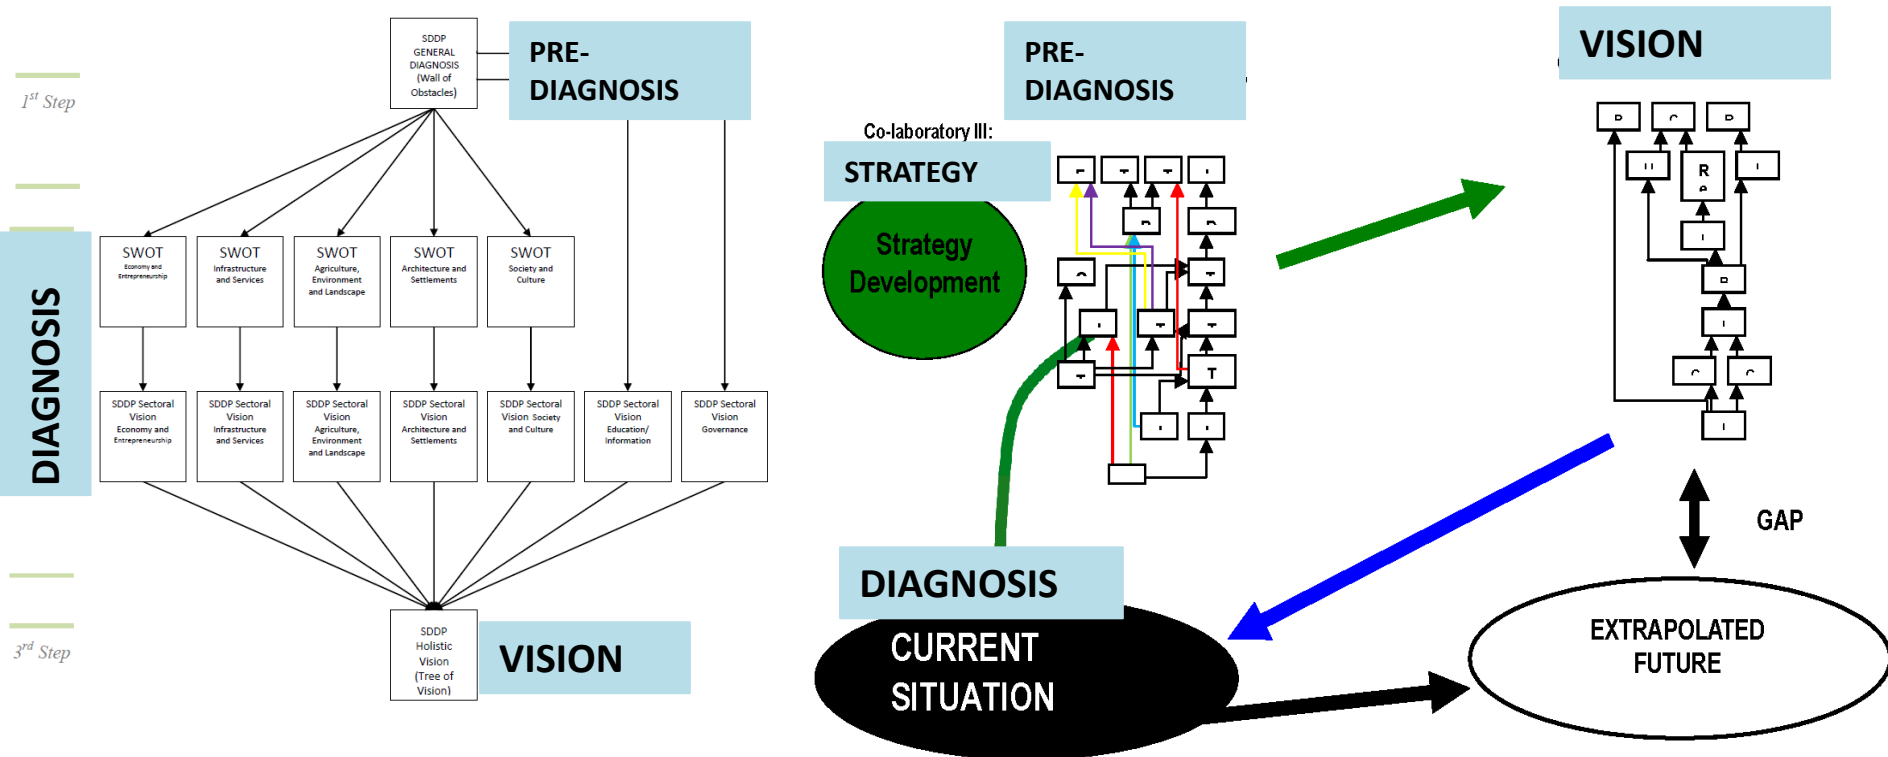 SDDP
GENERAL
DIAGNOSIS
(Wall of
Obstacles)
PRE-
DIAGNOSIS
1st Step
DIAGNOSIS
SWOT
Economy and
Entrepreneurship
SWOT
Infrastructure
and Services
SWOT
Agriculture,
Environment
and Landscape
SWOT
Architecture and
Settlements
SWOT
Society and
Culture
SDDP Sectoral
Vision
Economy and
Entrepreneurship
SDDP Sectoral
Vision
Infrastructure
and Services
SDDP Sectoral
Vision
Agriculture,
Environment
and Landscape
SDDP Sectoral
Vision
Architecture and
Settlements
SDDP Sectoral
Vision Society
and Culture
SDDP Sectoral
Vision
Education/
Information
SDDP Sectoral
Vision
Governance
3rd Step
SDDP
Holistic
Vision
(Tree of
Vision)
VISION
PRE-
DIAGNOSIS
Co-laboratory III:
STRATEGY
Strategy
Development
T
DIAGNOSIS
CURRENT
SITUATION
VISION
R
GAP
EXTRAPOLATED
FUTURE